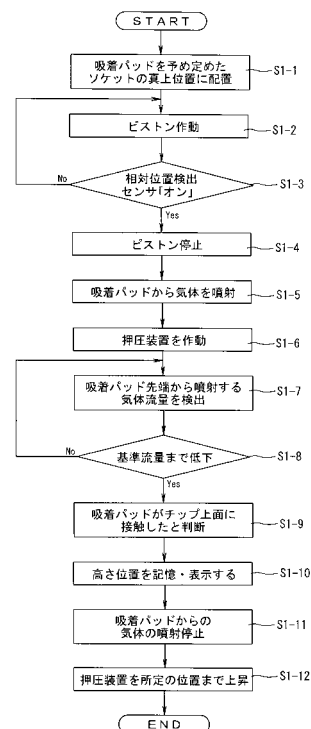 START
吸着パッドを予め定めた
ソケットの真上位置に配置
S1-1
ピストン作動
S1-2
相対位置検出
センサ「オン」
S1-3
No
Yes
ピストン停止
S1-4
吸着パッドから気体を噴射
S1-5
押圧装置を作動
S1-6
吸着パッド先端から噴射する
気体流量を検出
S1-7
基準流量まで低下
S1-8
No
Yes
吸着パッドがチップ上面に
接触したと判断
S1-9
高さ位置を記憶・表示する
S1-10
吸着パッドからの
気体の噴射停止
S1-11
押圧装置を所定の位置まで上昇
S1-12
END